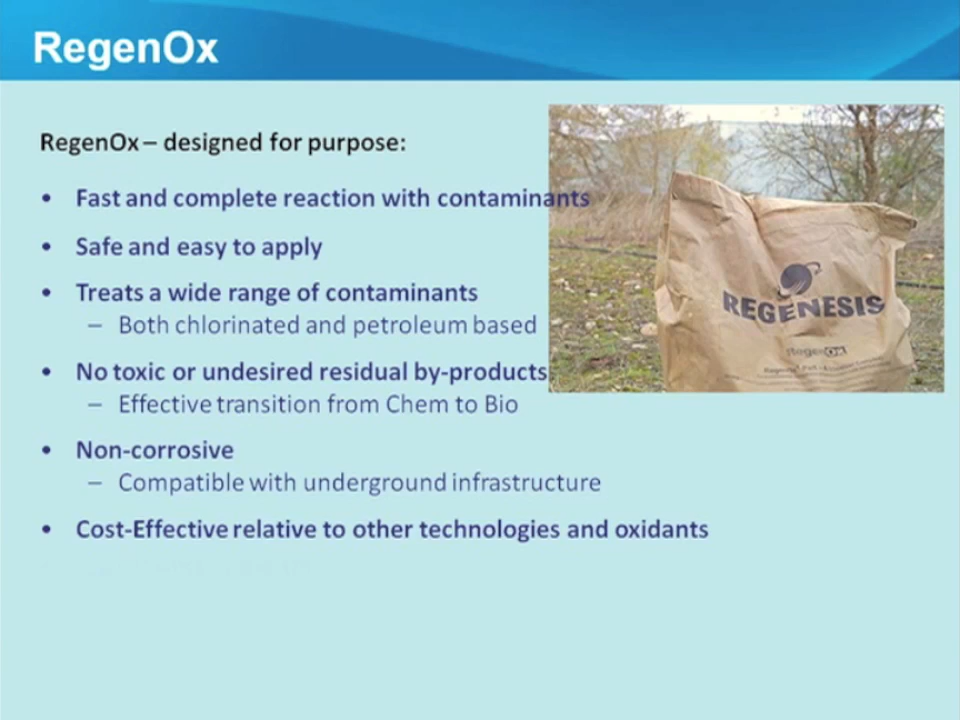 RegenOx
RegenOx – designed for purpose:
• Fast and complete reaction with contaminants
• Safe and easy to apply
• Treats a wide range of contaminants
– Both chlorinated and petroleum based
• No toxic or undesired residual by-products
– Effective transition from Chem to Bio
• Non-corrosive
– Compatible with underground infrastructure
• Cost-Effective relative to other technologies and oxidants
REGENESIS
RegenOX